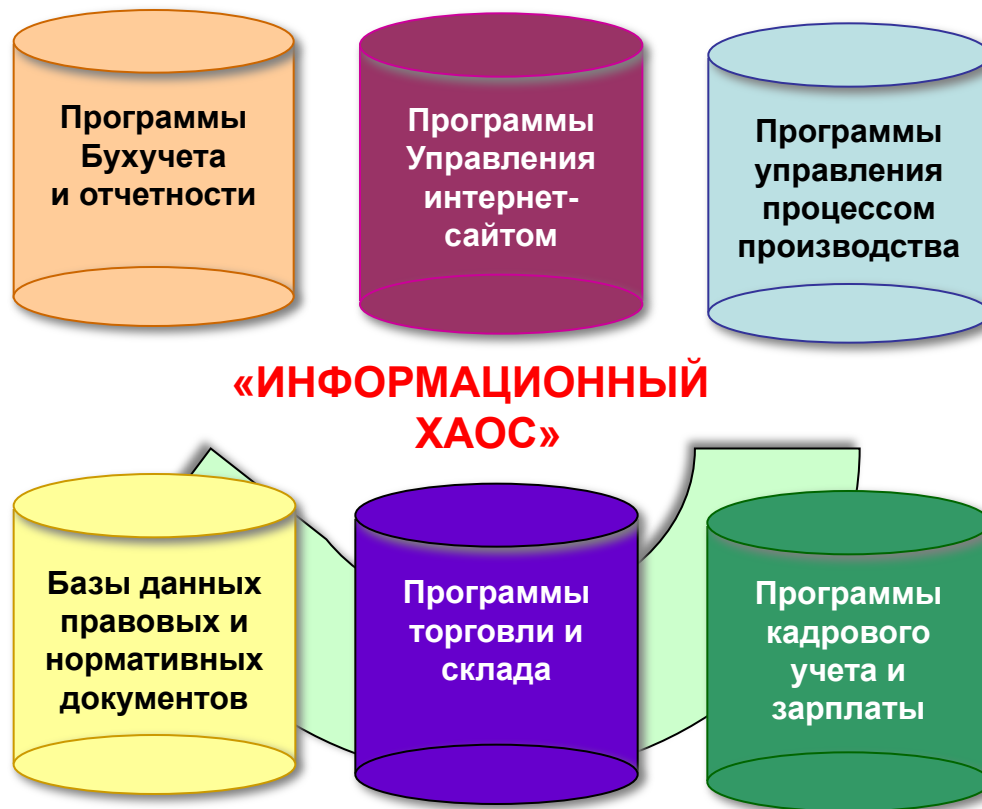 Программы
Бухучета
и отчетности
Программы
Управления
интернет-
сайтом
Программы
управления
процессом
производства
«ИНФОРМАЦИОННЫЙ
ХАОС»
Базы данных
правовых и
нормативных
документов
Программы
торговли и
склада
Программы
кадрового
учета и
зарплаты